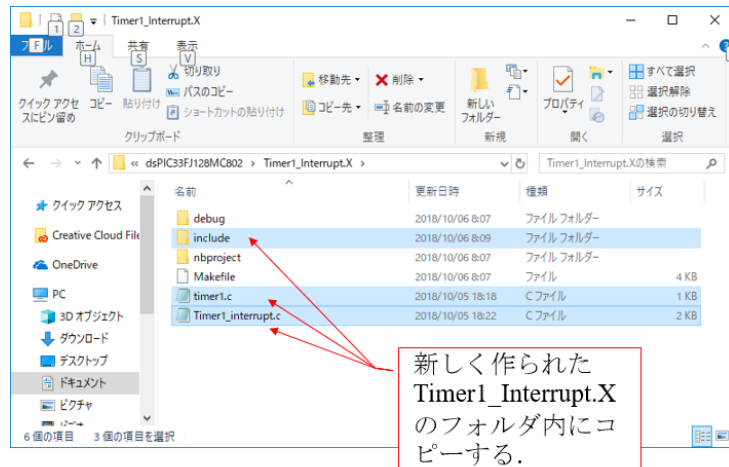 Timer1_Interrupt.X
1 2
ファイル ホーム 共有 表示
F H S V
クイック アクセスにピン留め
コピー
貼り付け
切り取り
パスのコピー
ショートカットの貼り付け
移動先
コピー先
削除
名前の変更
新しいフォルダー
プロパティ
すべて選択
選択解除
選択の切り替え
クリップボード 整理 新規 開く 選択
« dsPIC33FJ128MC802 › Timer1_Interrupt.X ›
Timer1_Interrupt.Xの検索
名前 更新日時 種類 サイズ
クイック アクセス
Creative Cloud File
OneDrive
PC
3D オブジェクト
ダウンロード
デスクトップ
ドキュメント
ピクチャ
debug 2018/10/06 8:07 ファイル フォルダー
include 2018/10/06 8:09 ファイル フォルダー
nbproject 2018/10/06 8:07 ファイル フォルダー
Makefile 2018/10/06 8:07 ファイル 4 KB
timer1.c 2018/10/05 18:18 C ファイル 1 KB
Timer1_interrupt.c 2018/10/05 18:22 C ファイル 2 KB
新しく作られた
Timer1_Interrupt.X
のフォルダ内にコ
ピーする.
6 個の項目 3 個の項目を選択